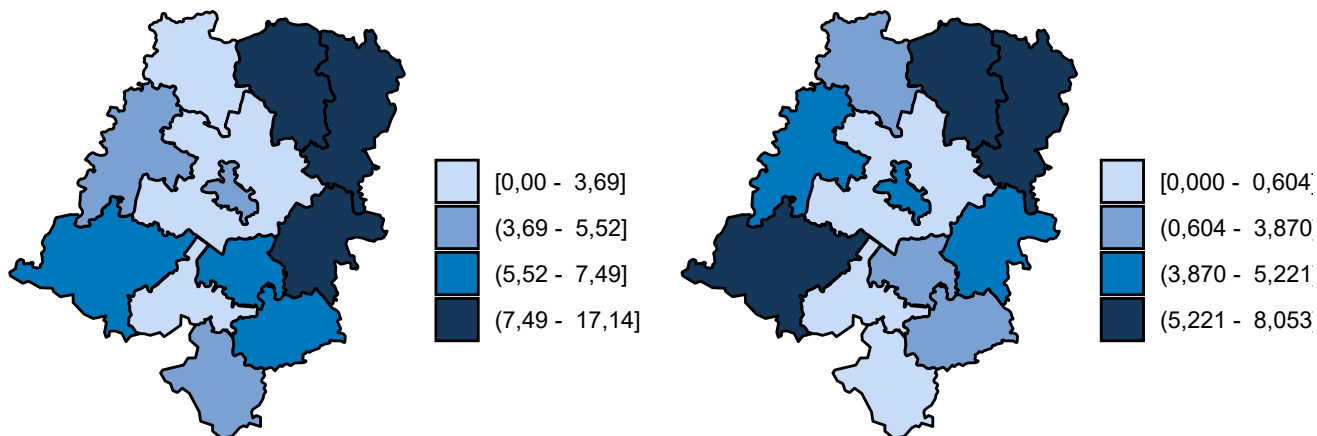 [0,00 - 3,69]
(3,69 - 5,52]
(5,52 - 7,49]
(7,49 - 17,14]
[0,000 - 0,604]
(0,604 - 3,870]
(3,870 - 5,221]
(5,221 - 8,053]